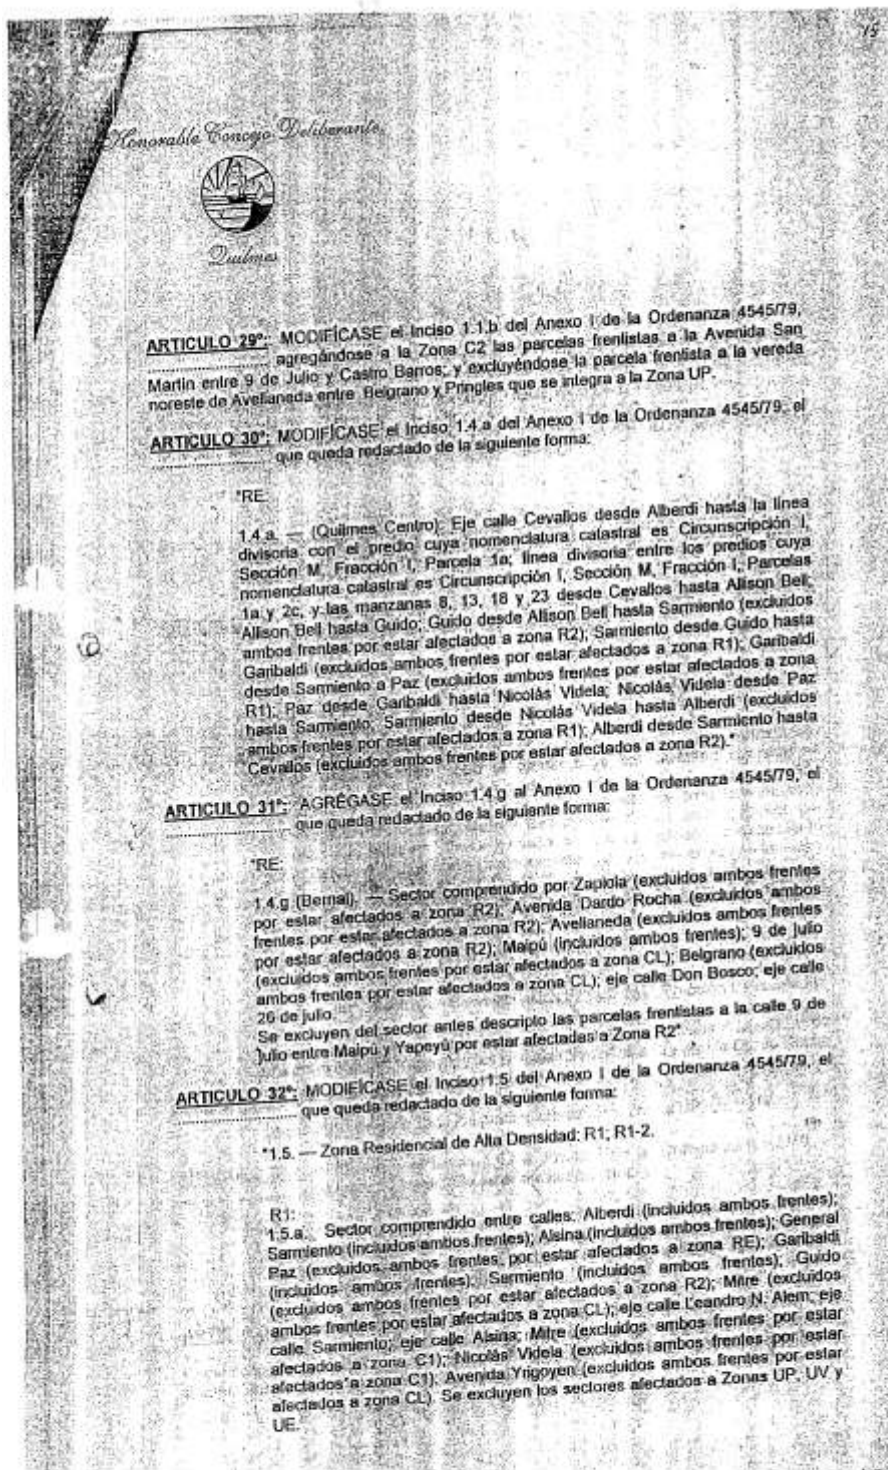 15
Honorable Concejo Deliberante
Quilmes
ARTICULO 29º: MODIFÍCASE el Inciso 1.1.b del Anexo I de la Ordenanza 4545/79,
agregándose a la Zona C2 las parcelas frentistas a la Avenida San
Martin entre 9 de Julio y Castro Barros; y excluyéndose la parcela frentista a la vereda
noreste de Avellaneda entre Belgrano y Pringles que se integra a la Zona UP.
ARTICULO 30º: MODIFÍCASE el Inciso 1.4.a del Anexo I de la Ordenanza 4545/79, el
que queda redactado de la siguiente forma:
"RE:
1.4.a. — (Quilmes Centro): Eje calle Cevallos desde Alberdi hasta la línea
divisoria con el predio cuya nomenclatura catastral es Circunscripción I,
Sección M, Fracción I, Parcela 1a; línea divisoria entre los predios cuya
nomenclatura catastral es Circunscripción I, Sección M, Fracción I, Parcelas
1a y 2c, y las manzanas 8, 13, 18 y 23 desde Cevallos hasta Allison Bell;
Allison Bell hasta Guido; Guido desde Allison Bell hasta Sarmiento (excluidos
ambos frentes por estar afectados a zona R2); Sarmiento desde Guido hasta
Garibaldi (excluidos ambos frentes por estar afectados a zona R1); Garibaldi
desde Sarmiento a Paz (excluidos ambos frentes por estar afectados a zona
R1); Paz desde Garibaldi hasta Nicolás Videla; Nicolás Videla desde Paz
hasta Sarmiento; Sarmiento desde Nicolás Videla hasta Alberdi (excluidos
ambos frentes por estar afectados a zona R1); Alberdi desde Sarmiento hasta
Cevallos (excluidos ambos frentes por estar afectados a zona R2)."
ARTICULO 31º: AGRÉGASE el Inciso 1.4.g al Anexo I de la Ordenanza 4545/79, el
que queda redactado de la siguiente forma:
"RE:
1.4.g (Bernal). — Sector comprendido por Zapiola (excluidos ambos frentes
por estar afectados a zona R2); Avenida Dardo Rocha (excluidos ambos
frentes por estar afectados a zona R2); Avellaneda (excluidos ambos frentes
por estar afectados a zona R2); Maipú (incluidos ambos frentes); 9 de julio
(excluidos ambos frentes por estar afectados a zona CL); Belgrano (excluidos
ambos frentes por estar afectados a zona CL); eje calle Don Bosco; eje calle
26 de julio.
Se excluyen del sector antes descripto las parcelas frentistas a la calle 9 de
julio entre Maipú y Yapeyú por estar afectadas a Zona R2"
ARTICULO 32º: MODIFÍCASE el Inciso 1.5 del Anexo I de la Ordenanza 4545/79, el
que queda redactado de la siguiente forma:
"1.5. — Zona Residencial de Alta Densidad: R1; R1-2.
R1:
1.5.a. Sector comprendido entre calles: Alberdi (incluidos ambos frentes);
Sarmiento (incluidos ambos frentes); Alsina (incluidos ambos frentes); General
Paz (excluidos ambos frentes por estar afectados a zona RE); Garibaldi
(incluidos ambos frentes); Sarmiento (incluidos ambos frentes); Guido
(excluidos ambos frentes por estar afectados a zona R2); Mitre (excluidos
ambos frentes por estar afectados a zona CL); eje calle Leandro N. Alem; eje
calle Sarmiento; eje calle Alsina; Mitre (excluidos ambos frentes por estar
afectados a zona C1); Nicolás Videla (excluidos ambos frentes por estar
afectados a zona C1); Avenida Yrigoyen (excluidos ambos frentes por estar
afectados a zona CL). Se excluyen los sectores afectados a Zonas UP, UV y
UE.